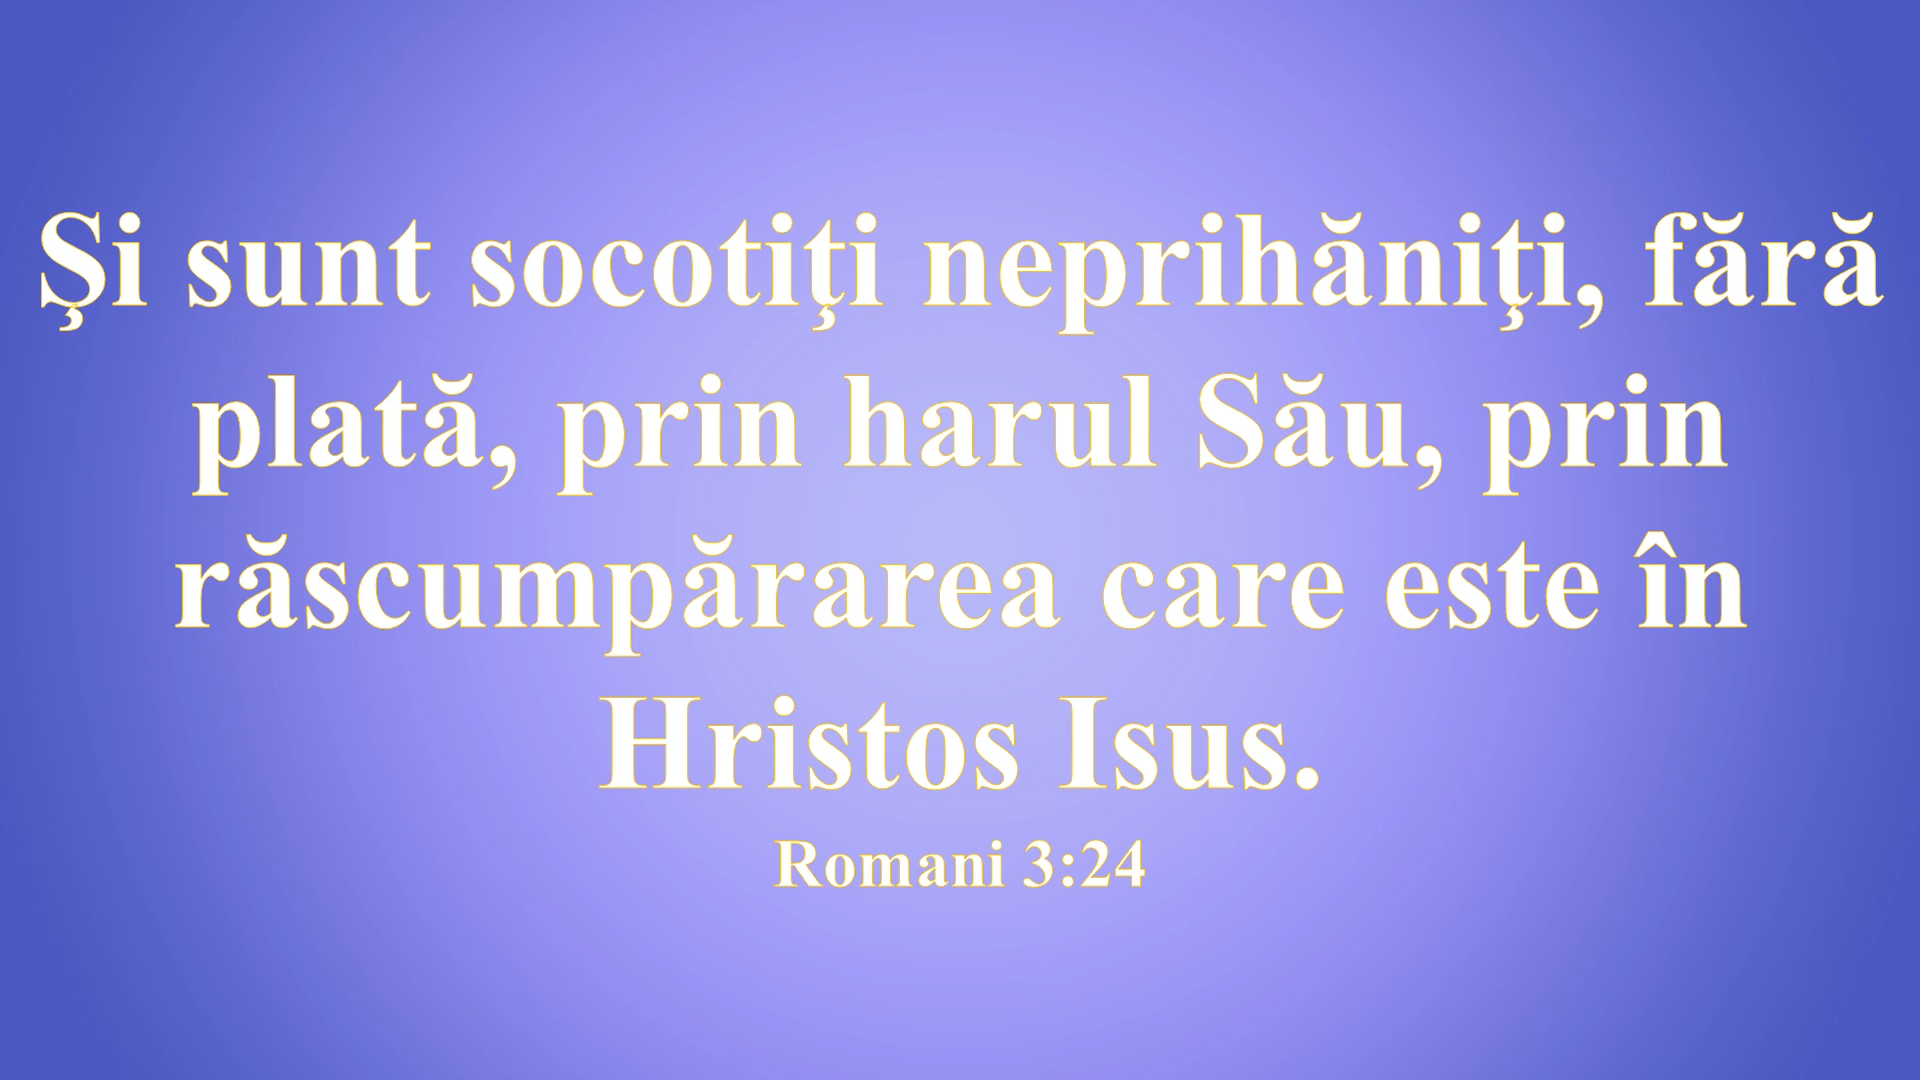 Şi sunt socotiţi neprihăniţi, fără
plată, prin harul Său, prin
răscumpărarea care este în
Hristos Isus.
Romani 3:24